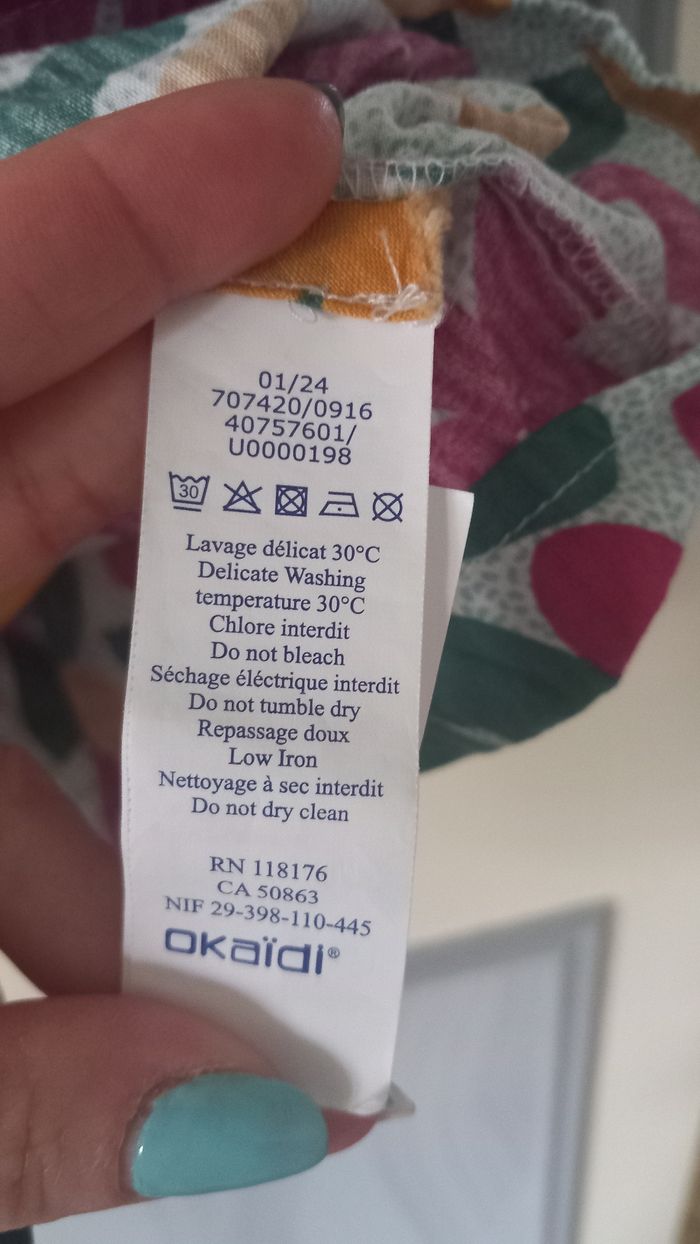 01/24
707420/0916
40757601/
U0000198
30
Lavage délicat 30°C
Delicate Washing
temperature 30°C
Chlore interdit
Do not bleach
Séchage éléctrique interdit
Do not tumble dry
Repassage doux
Low Iron
Nettoyage à sec interdit
Do not dry clean
RN 118176
CA 50863
NIF 29-398-110-445
okaïdi®